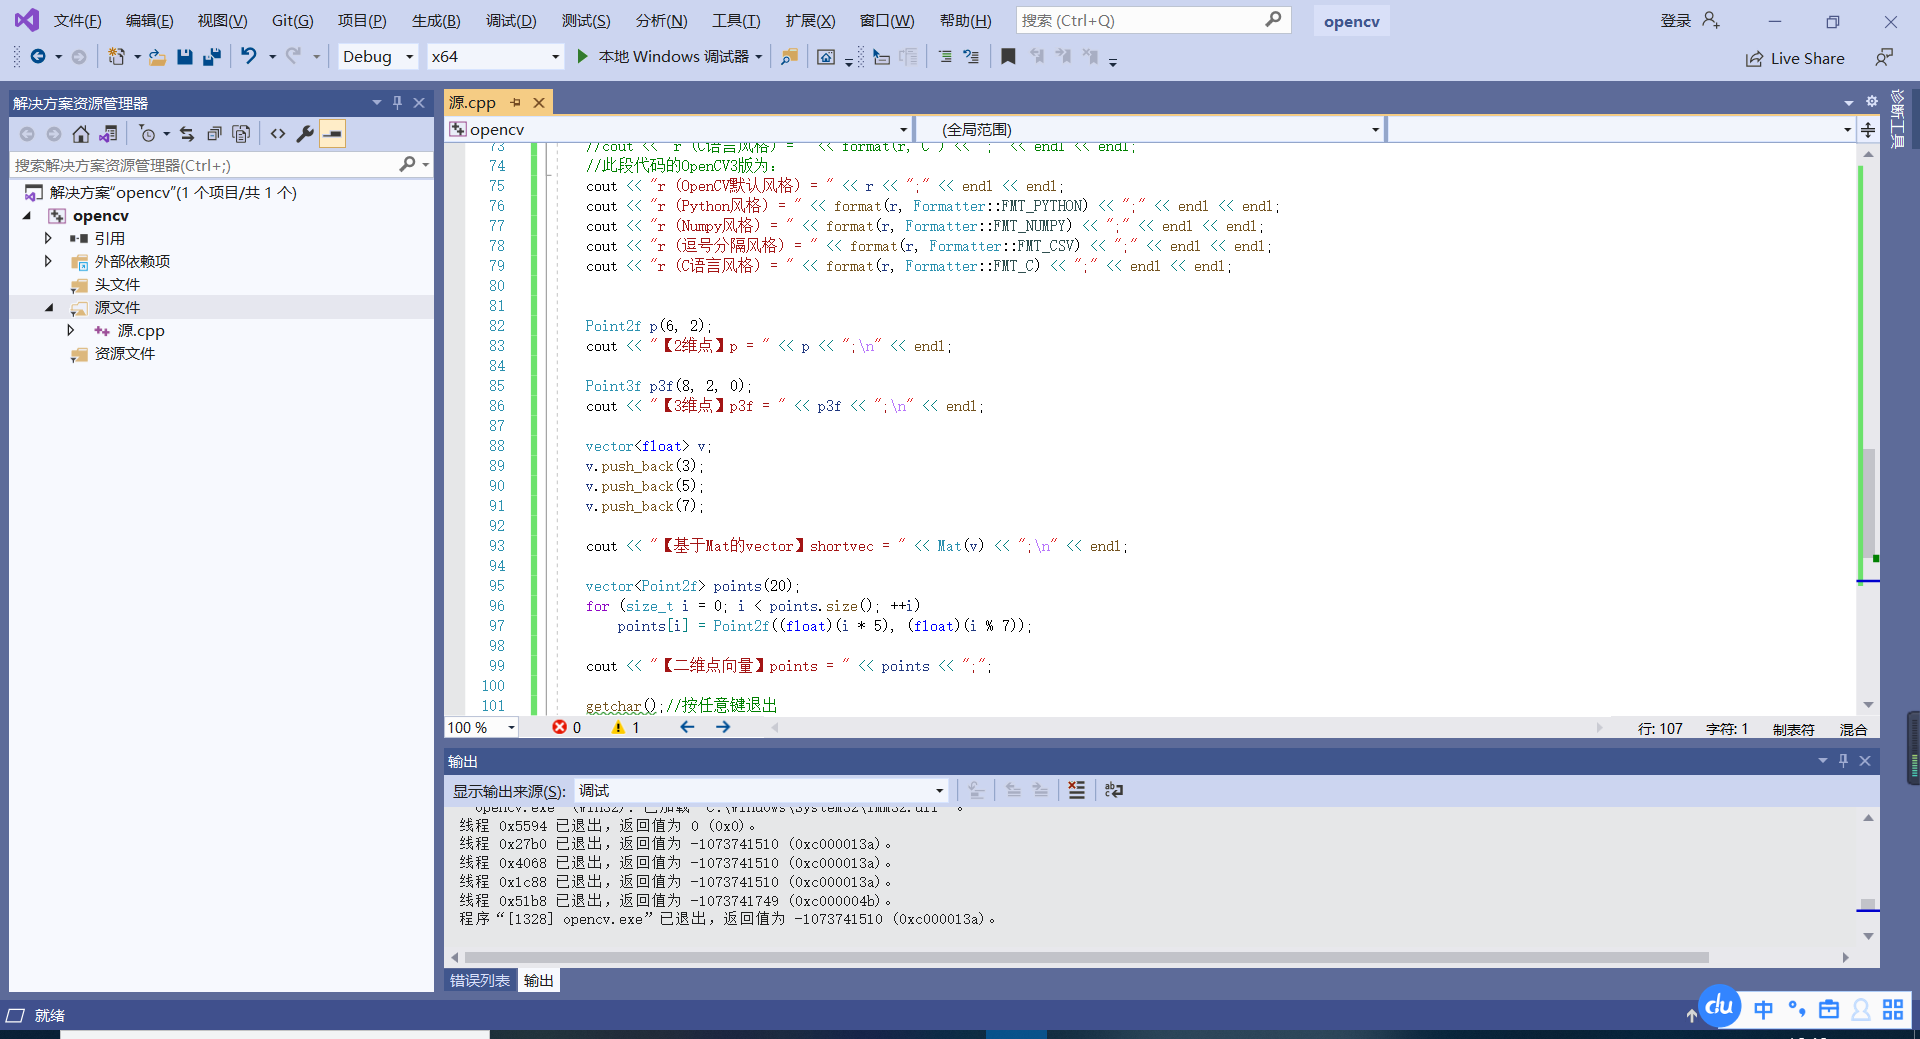 文件(F) 编辑(E) 视图(V) Git(G) 项目(P) 生成(B) 调试(D) 测试(S) 分析(N) 工具(T) 扩展(X) 窗口(W) 帮助(H) 搜索 (Ctrl+Q) opencv 登录
Debug x64 本地 Windows 调试器 Live Share
解决方案资源管理器
搜索解决方案资源管理器(Ctrl+;)
解决方案"opencv"(1 个项目/共 1 个)
opencv
引用
外部依赖项
头文件
源文件
源.cpp
资源文件
源.cpp
opencv (全局范围)
诊断工具
73 //cout << "r (C语言风格) = " << format(r,"C") << ";" << endl << endl;
74 //此段代码的OpenCV3版为:
75 cout << "r (OpenCV默认风格) = " << r << ";" << endl << endl;
76 cout << "r (Python风格) = " << format(r, Formatter::FMT_PYTHON) << ";" << endl << endl;
77 cout << "r (Numpy风格) = " << format(r, Formatter::FMT_NUMPY) << ";" << endl << endl;
78 cout << "r (逗号分隔风格) = " << format(r, Formatter::FMT_CSV) << ";" << endl << endl;
79 cout << "r (C语言风格) = " << format(r, Formatter::FMT_C) << ";" << endl << endl;
80
81
82 Point2f p(6, 2);
83 cout << "【2维点】p = " << p << ";\n" << endl;
84
85 Point3f p3f(8, 2, 0);
86 cout << "【3维点】p3f = " << p3f << ";\n" << endl;
87
88 vector<float> v;
89 v.push_back(3);
90 v.push_back(5);
91 v.push_back(7);
92
93 cout << "【基于Mat的vector】shortvec = " << Mat(v) << ";\n" << endl;
94
95 vector<Point2f> points(20);
96 for (size_t i = 0; i < points.size(); ++i)
97 points[i] = Point2f((float)(i * 5), (float)(i % 7));
98
99 cout << "【二维点向量】points = " << points << ";";
100
101 getchar();//按任意键退出
100 % 0 1 行: 107 字符: 1 制表符 混合
输出
显示输出来源(S): 调试
"opencv.exe" (Win32): 已加载 "C:\Windows\System32\imm32.dll"。
线程 0x5594 已退出，返回值为 0 (0x0)。
线程 0x27b0 已退出，返回值为 -1073741510 (0xc000013a)。
线程 0x4068 已退出，返回值为 -1073741510 (0xc000013a)。
线程 0x1c88 已退出，返回值为 -1073741510 (0xc000013a)。
线程 0x51b8 已退出，返回值为 -1073741749 (0xc000004b)。
程序"[1328] opencv.exe"已退出，返回值为 -1073741510 (0xc000013a)。
错误列表 输出
就绪
du 中